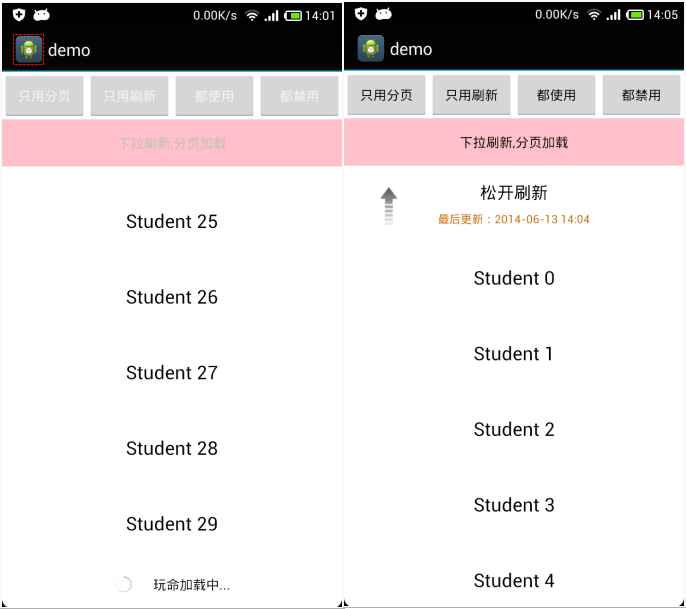 0.00K/s 14:01
demo
只用分页 只用刷新 都使用 都禁用
下拉刷新,分页加载
Student 25
Student 26
Student 27
Student 28
Student 29
玩命加载中...
0.00K/s 14:05
demo
只用分页 只用刷新 都使用 都禁用
下拉刷新,分页加载
松开刷新
最后更新：2014-06-13 14:04
Student 0
Student 1
Student 2
Student 3
Student 4